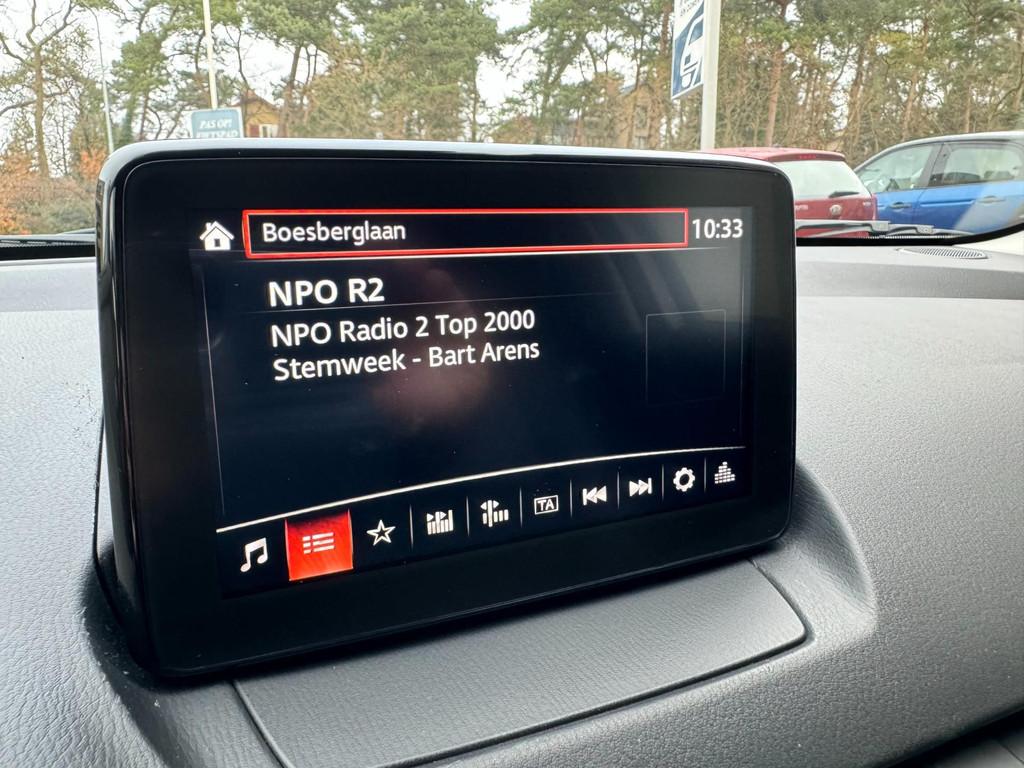 PAS OP!
FIETSPAD
Boesberglaan
10:33
NPO R2
NPO Radio 2 Top 2000
Stemweek - Bart Arens
TA